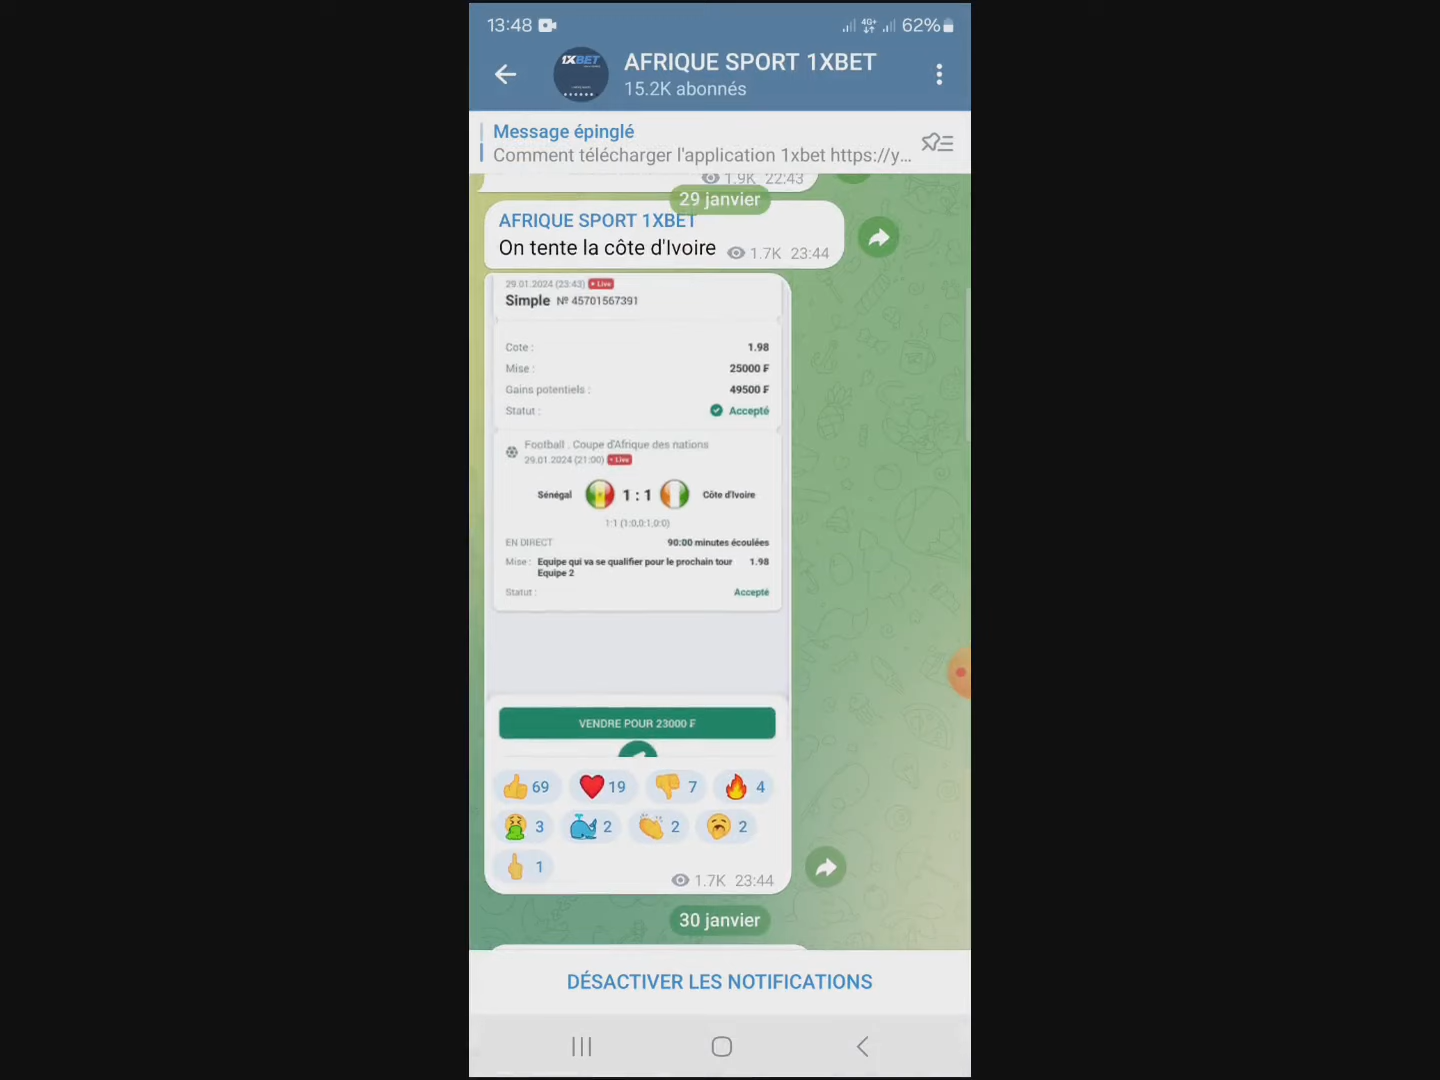 13:48
4G+
62%
1XBET
AFRIQUE SPORT 1XBET
15.2K abonnés
Message épinglé
Comment télécharger l'application 1xbet https://y...
1.9K 22:43
29 janvier
AFRIQUE SPORT 1XBET
On tente la côte d'Ivoire
1.7K 23:44
29.01.2024 (23:43) • Live
Simple № 45701567391
Cote : 1.98
Mise : 25000 ₣
Gains potentiels : 49500 ₣
Statut : Accepté
Football . Coupe d'Afrique des nations
29.01.2024 (21:00) • Live
Sénégal 1 : 1 Côte d'Ivoire
1:1 (1:0,0:1,0:0)
EN DIRECT 90:00 minutes écoulées
Mise : Equipe qui va se qualifier pour le prochain tour 1.98
Equipe 2
Statut : Accepté
VENDRE POUR 23000 ₣
69 19 7 4
3 2 2 2
1
1.7K 23:44
30 janvier
DÉSACTIVER LES NOTIFICATIONS